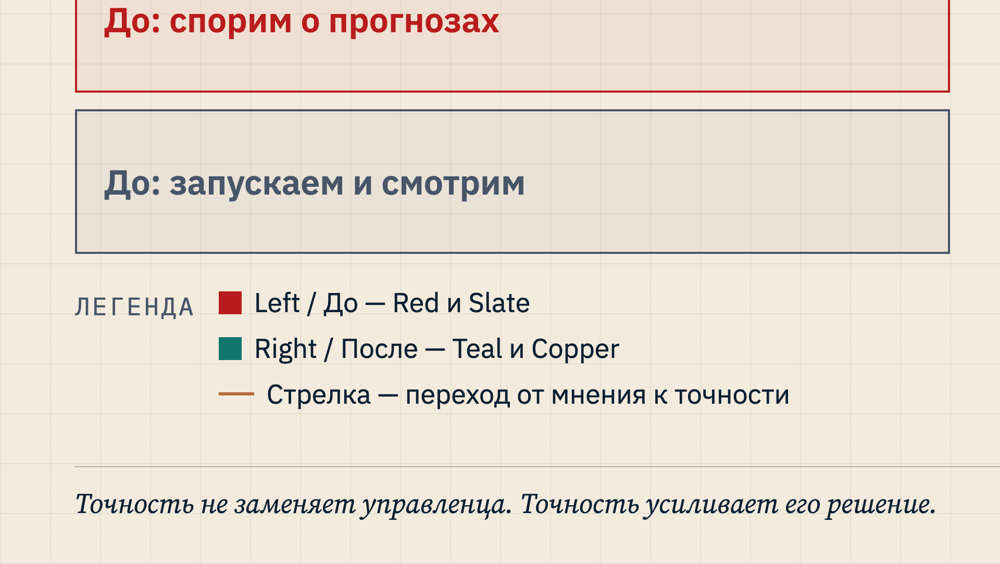 До: спорим о прогнозах
До: запускаем и смотрим
ЛЕГЕНДА
Left / До — Red и Slate
Right / После — Teal и Copper
Стрелка — переход от мнения к точности
Точность не заменяет управленца. Точность усиливает его решение.